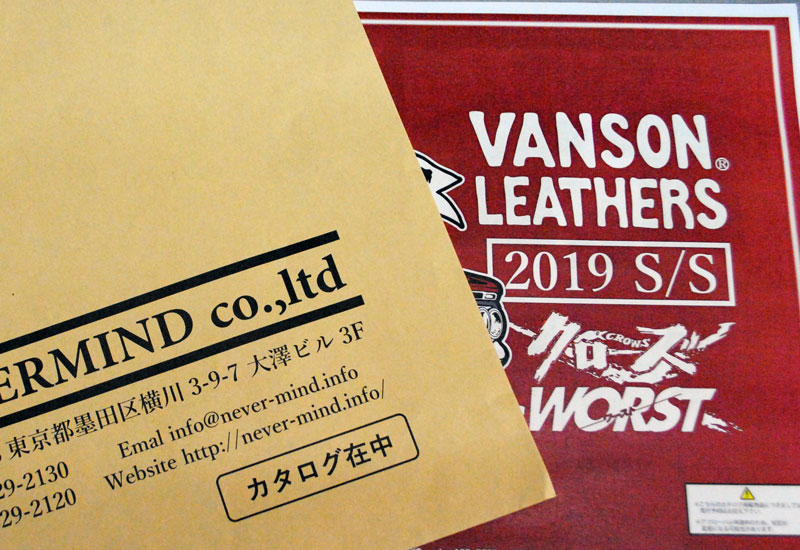 ERMIND co.,ltd
東京都墨田区横川 3-9-7 大澤ビル 3F
29-2130 Emal info@never-mind.info
29-2120 Website http://never-mind.info/
カタログ在中
VANSON®
LEATHERS
2019 S/S
クローズ
CROWS
WORST